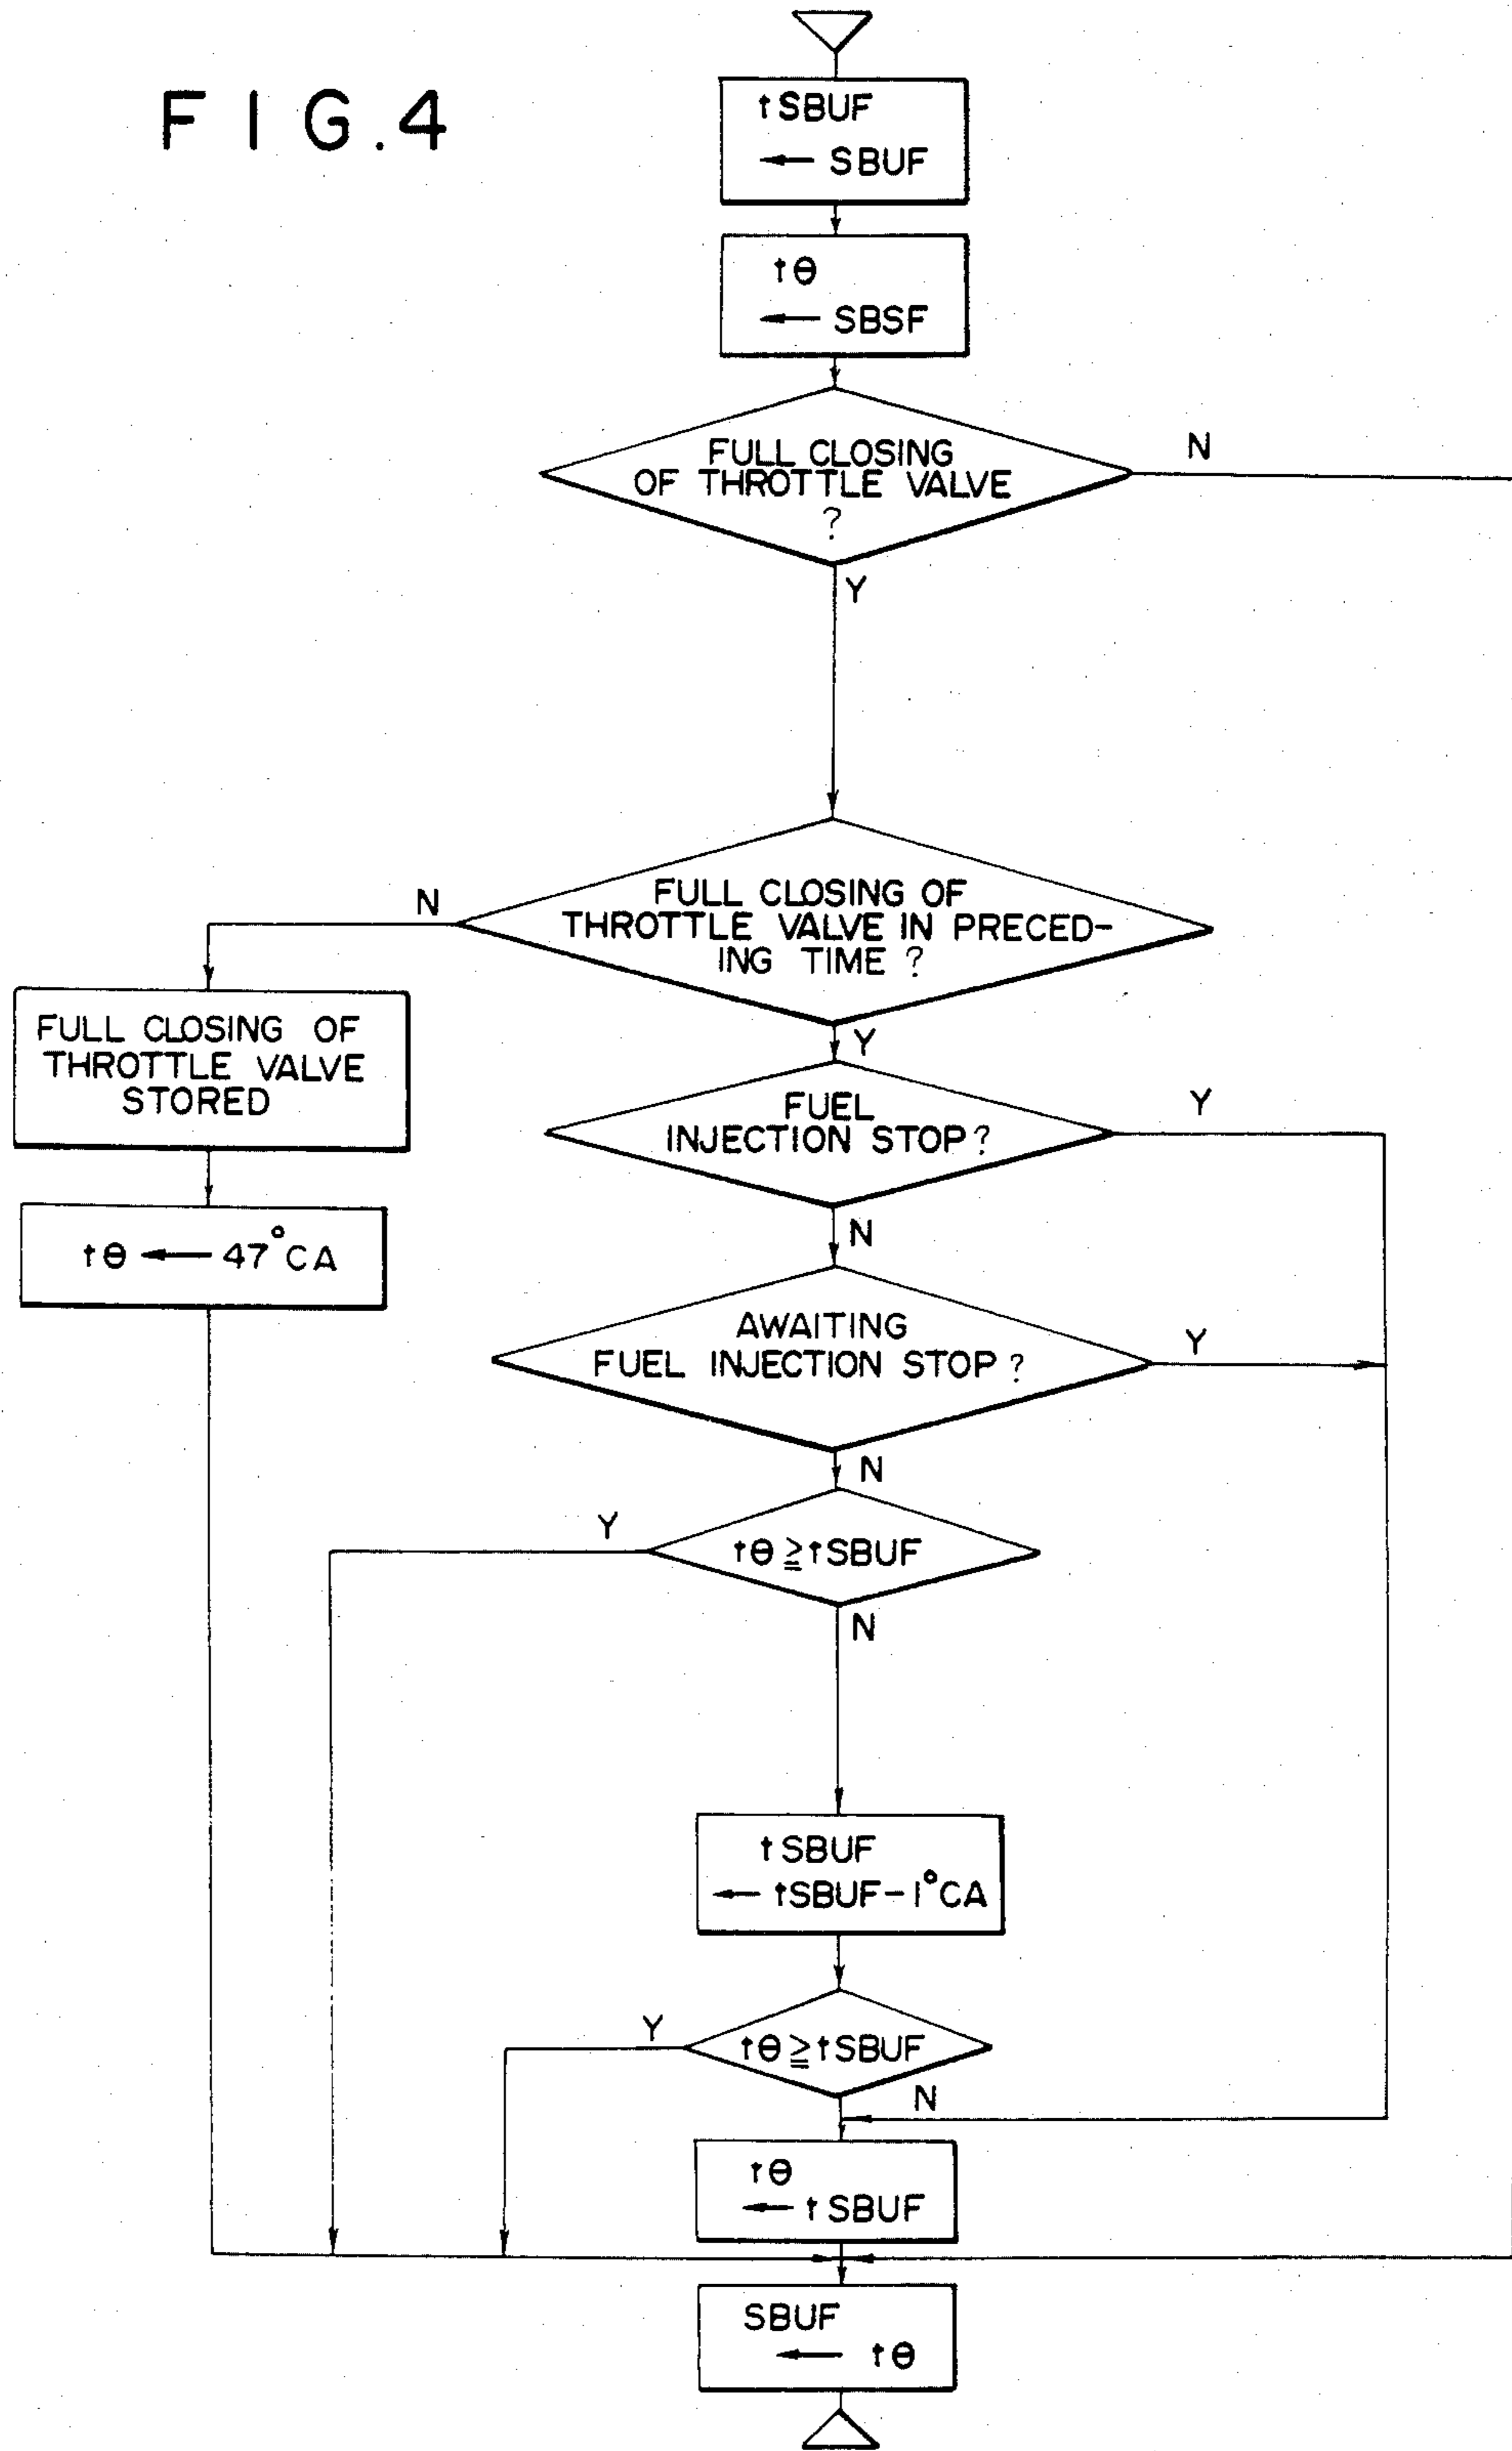 FIG.4
tSBUF
← SBUF
tθ
← SBSF
FULL CLOSING
OF THROTTLE VALVE
?
N
Y
FULL CLOSING OF
THROTTLE VALVE IN PRECED-
ING TIME ?
N
Y
FULL CLOSING OF
THROTTLE VALVE
STORED
tθ ← 47°CA
FUEL
INJECTION STOP?
Y
N
AWAITING
FUEL INJECTION STOP?
Y
N
tθ ≧ tSBUF
Y
N
tSBUF
← tSBUF-1°CA
tθ ≧ tSBUF
Y
N
tθ
← tSBUF
SBUF
← tθ